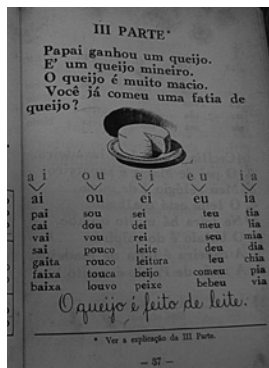 III PARTE*
Papai ganhou um queijo.
E' um queijo mineiro.
O queijo é muito macio.
Você já comeu uma fatia de
queijo?
a i o u e i e u i a
ai ou ei eu ia
pai sou sei teu tia
cai dou dei meu lia
vai vou rei seu mia
sai pouco leite deu dia
gaita rouco leitura leu chia
faixa touca beijo comeu pia
baixa louvo peixe bebeu via
O queijo é feito de leite.
* Ver a explicação da III Parte.
— 37 —